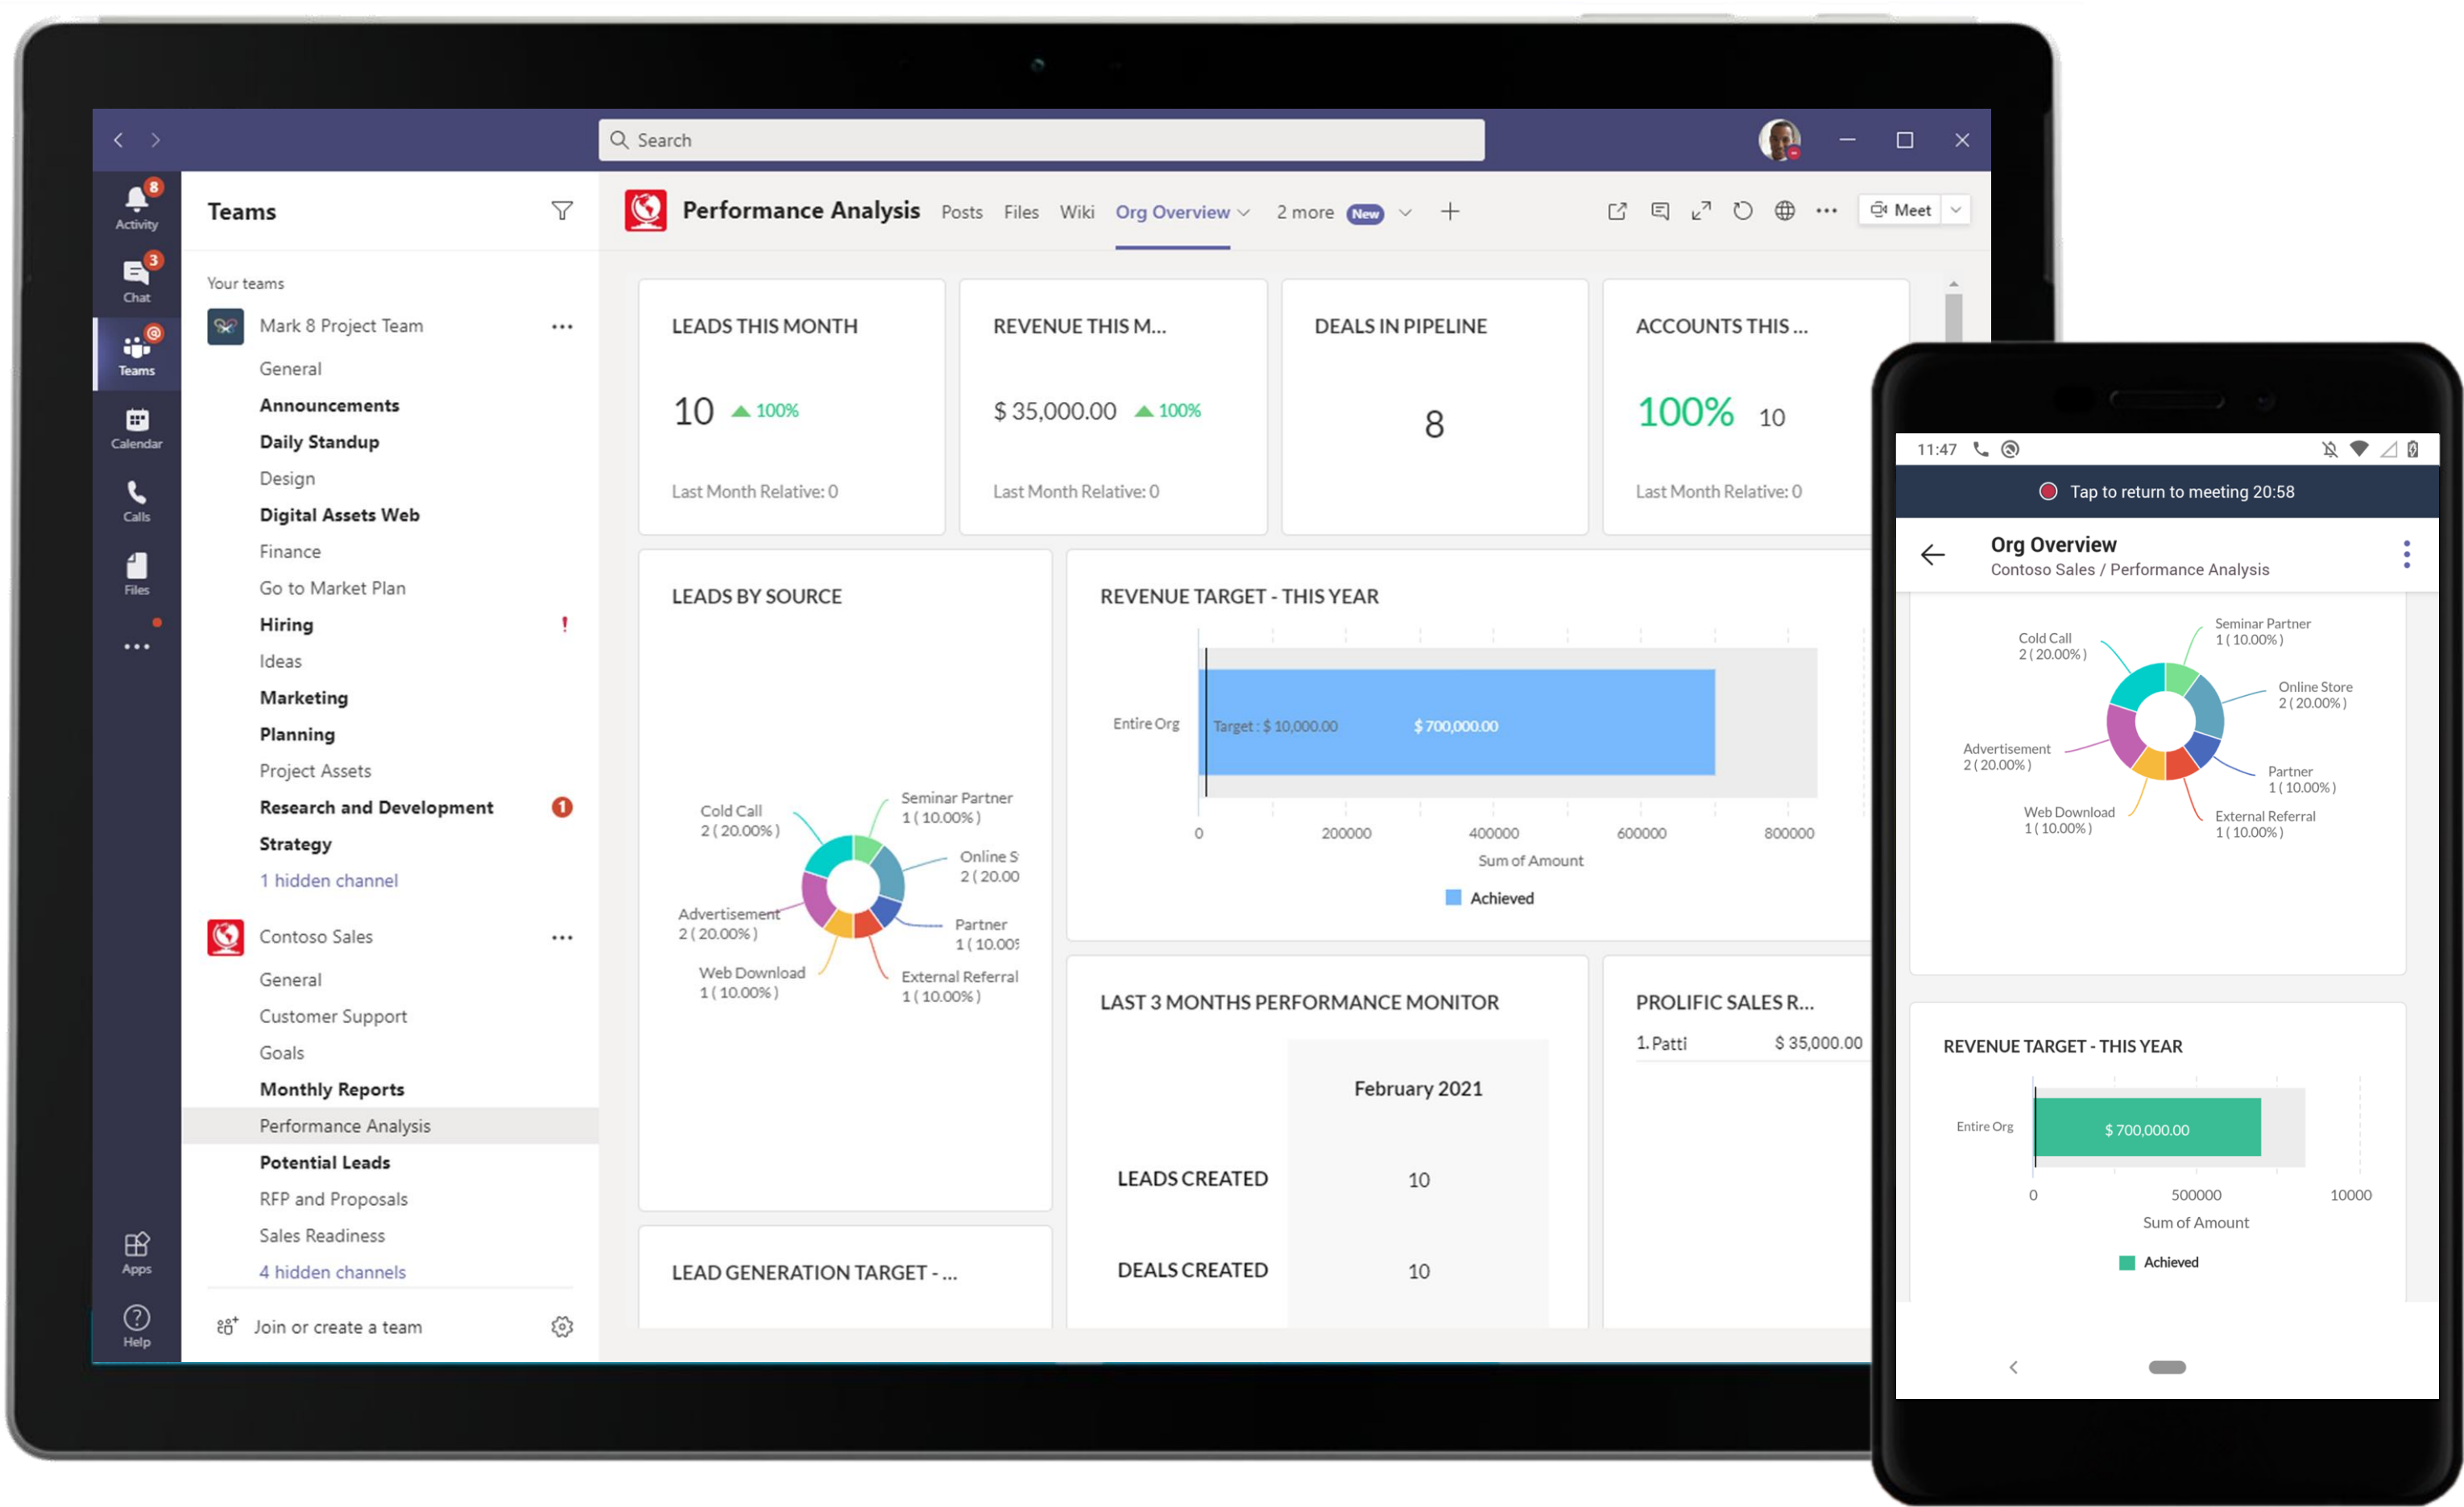 Search
8
Activity
3
Chat
@
Teams
Calendar
Calls
Files
Apps
Help
Teams
Your teams
Mark 8 Project Team
General
Announcements
Daily Standup
Design
Digital Assets Web
Finance
Go to Market Plan
Hiring !
Ideas
Marketing
Planning
Project Assets
Research and Development 1
Strategy
1 hidden channel
Contoso Sales
General
Customer Support
Goals
Monthly Reports
Performance Analysis
Potential Leads
RFP and Proposals
Sales Readiness
4 hidden channels
Join or create a team
Performance Analysis Posts Files Wiki Org Overview 2 more New
Meet
LEADS THIS MONTH
10 100%
Last Month Relative: 0
REVENUE THIS M...
$ 35,000.00 100%
Last Month Relative: 0
DEALS IN PIPELINE
8
ACCOUNTS THIS ...
100% 10
Last Month Relative: 0
LEADS BY SOURCE
Cold Call
2 ( 20.00% )
Seminar Partner
1 ( 10.00% )
Online S
2 ( 20.00
Advertisement
2 ( 20.00% )
Partner
1 ( 10.00%
Web Download
1 ( 10.00% )
External Referral
1 ( 10.00% )
REVENUE TARGET - THIS YEAR
Entire Org
Target : $ 10,000.00
$ 700,000.00
0 200000 400000 600000 800000
Sum of Amount
Achieved
LAST 3 MONTHS PERFORMANCE MONITOR
February 2021
LEADS CREATED 10
DEALS CREATED 10
PROLIFIC SALES R...
1. Patti $ 35,000.00
LEAD GENERATION TARGET - ...
11:47
Tap to return to meeting 20:58
Org Overview
Contoso Sales / Performance Analysis
Cold Call
2 ( 20.00% )
Seminar Partner
1 ( 10.00% )
Online Store
2 ( 20.00% )
Advertisement
2 ( 20.00% )
Partner
1 ( 10.00% )
Web Download
1 ( 10.00% )
External Referral
1 ( 10.00% )
REVENUE TARGET - THIS YEAR
Entire Org
$ 700,000.00
0 500000 10000
Sum of Amount
Achieved